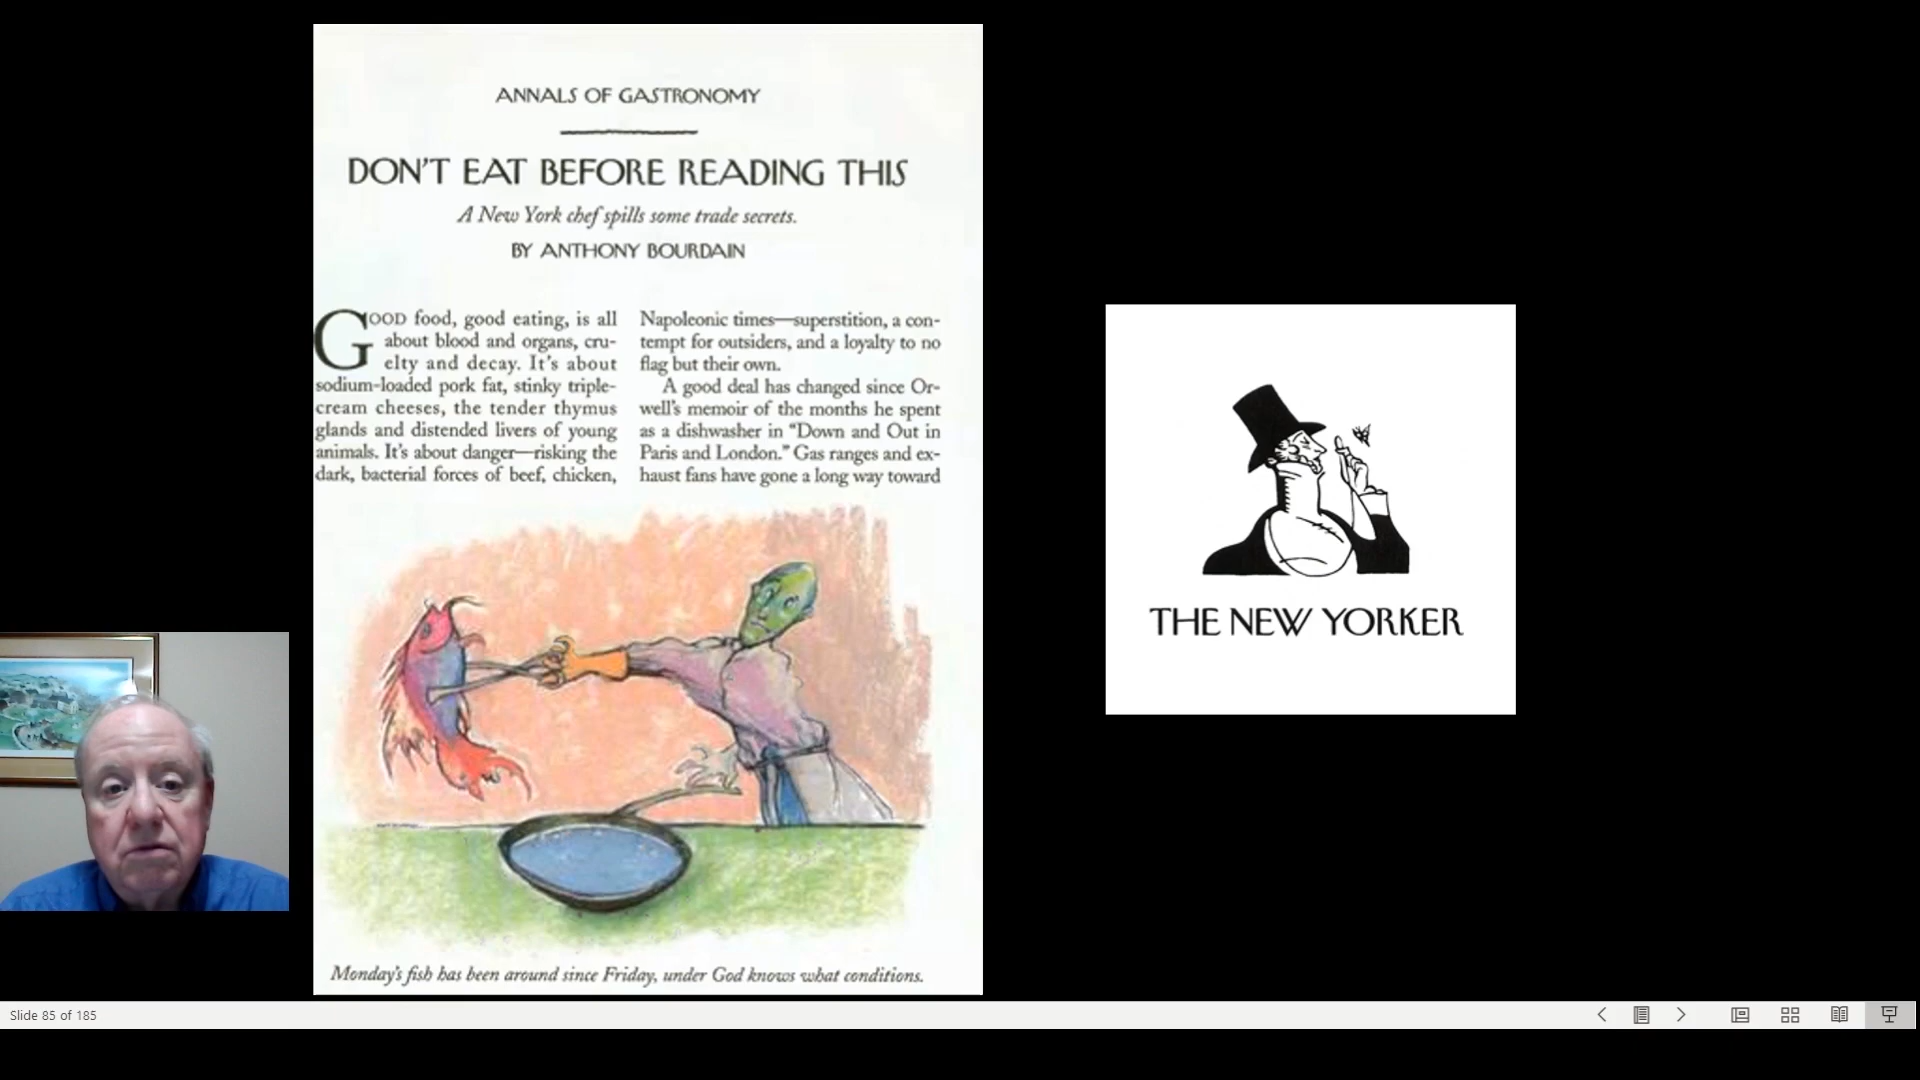 ANNALS OF GASTRONOMY
DON'T EAT BEFORE READING THIS
A New York chef spills some trade secrets.
BY ANTHONY BOURDAIN
GOOD food, good eating, is all
about blood and organs, cru-
elty and decay. It's about
sodium-loaded pork fat, stinky triple-
cream cheeses, the tender thymus
glands and distended livers of young
animals. It's about danger—risking the
dark, bacterial forces of beef, chicken,
Napoleonic times—superstition, a con-
tempt for outsiders, and a loyalty to no
flag but their own.
A good deal has changed since Or-
well's memoir of the months he spent
as a dishwasher in "Down and Out in
Paris and London." Gas ranges and ex-
haust fans have gone a long way toward
Monday's fish has been around since Friday, under God knows what conditions.
THE NEW YORKER
Slide 85 of 185